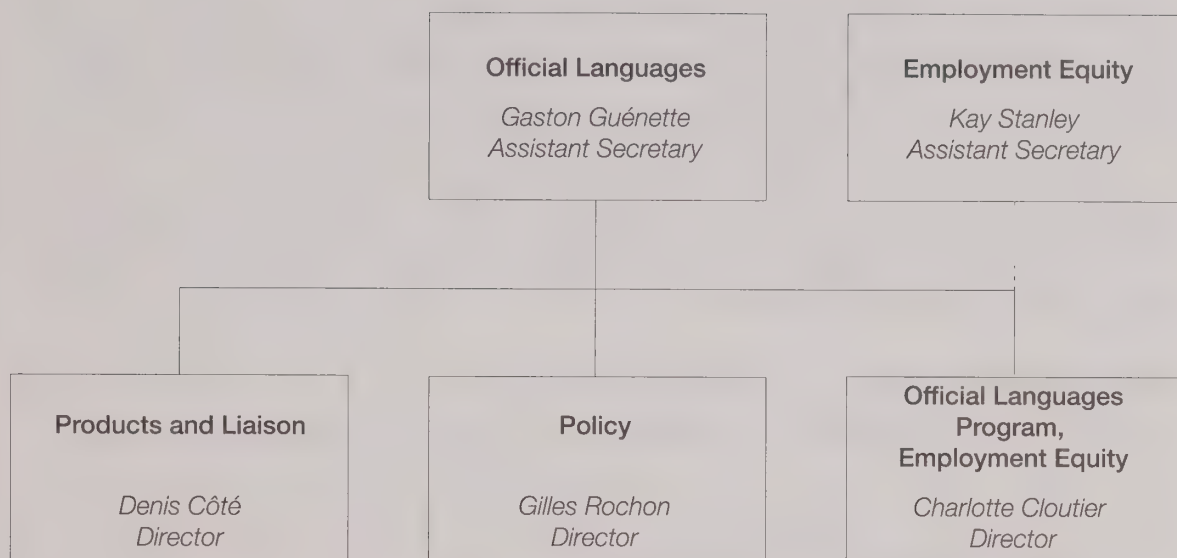 Official Languages
Gaston Guénette
Assistant Secretary
Employment Equity
Kay Stanley
Assistant Secretary
Products and Liaison
Denis Côté
Director
Policy
Gilles Rochon
Director
Official Languages
Program,
Employment Equity
Charlotte Cloutier
Director